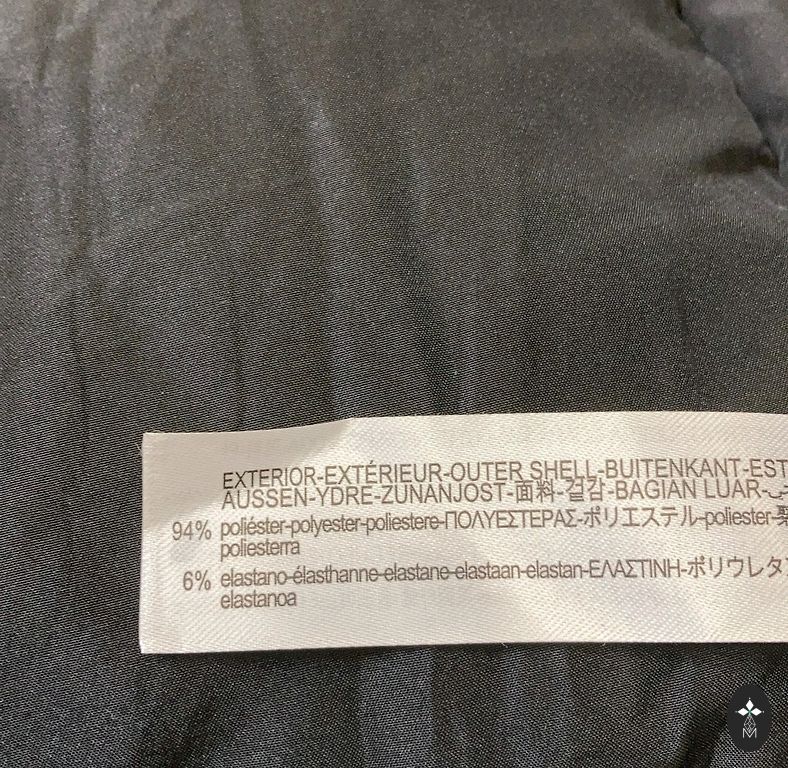 EXTERIOR-EXTÉRIEUR-OUTER SHELL-BUITENKANT-EST
AUSSEN-YDRE-ZUNANJOST-面料-겉감-BAGIAN LUAR-
94% poliéster-polyester-poliestere-ΠΟΛΥΕΣΤΕΡΑΣ-ポリエステル-poliester-聚
poliesterra
6% elastano-élasthanne-elastane-elastaan-elastan-ΕΛΑΣΤΙΝΗ-ポリウレタ
elastanoa
M